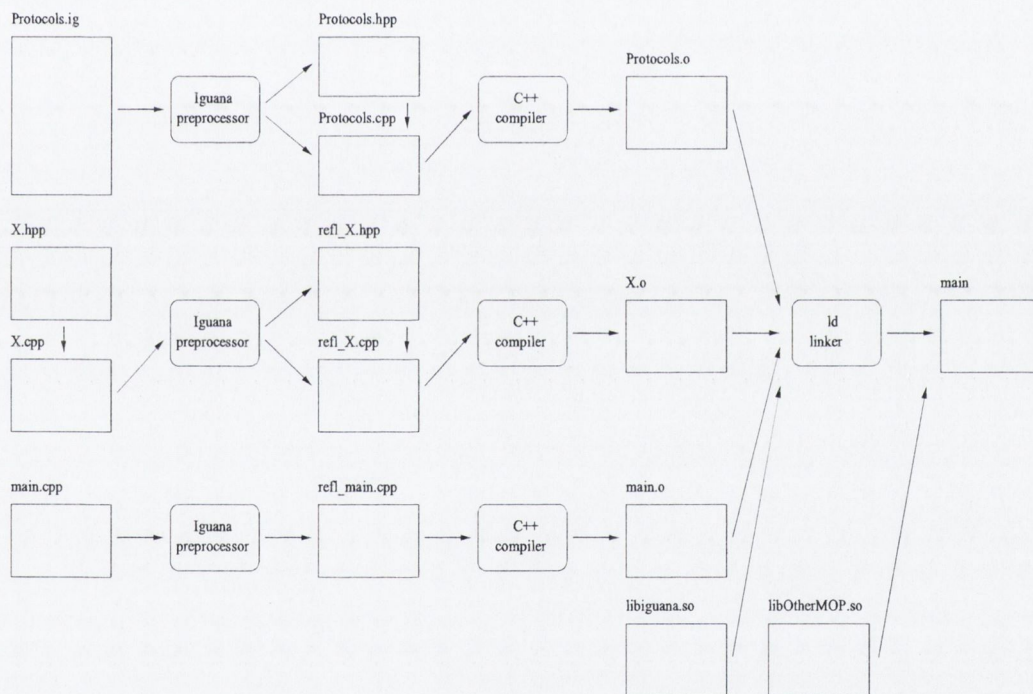 Protocols.ig
Protocols.hpp
Protocols.o
Iguana
preprocessor
Protocols.cpp
C++
compiler
X.hpp
refl_X.hpp
X.o
main
X.cpp
Iguana
preprocessor
refl_X.cpp
C++
compiler
ld
linker
main.cpp
refl_main.cpp
main.o
Iguana
preprocessor
C++
compiler
libiguana.so
libOtherMOP.so